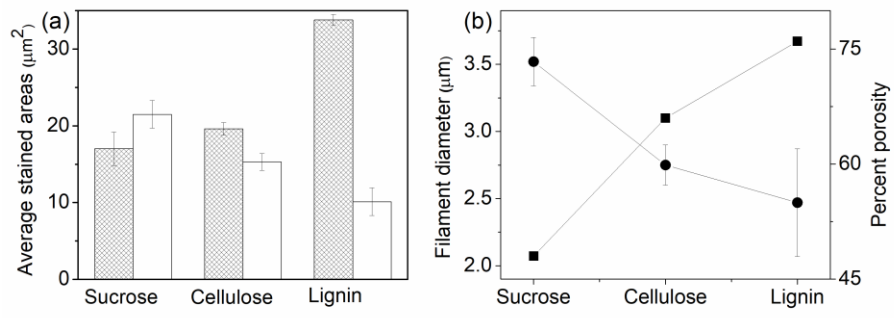 (a)
Average stained areas (μm²)
30
20
10
0
Sucrose Cellulose Lignin
(b)
Filament diameter (μm)
3.5
3.0
2.5
2.0
Sucrose Cellulose Lignin
75
60
45
Percent porosity